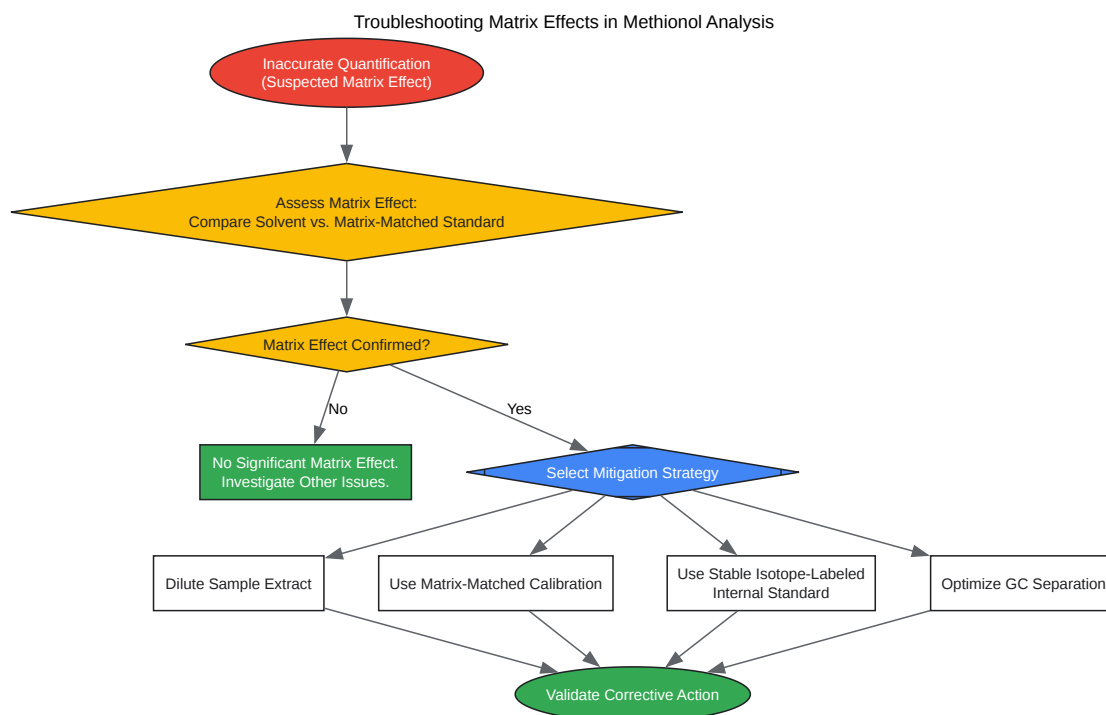 Troubleshooting Matrix Effects in Methionol Analysis
Inaccurate Quantification
(Suspected Matrix Effect)
Assess Matrix Effect:
Compare Solvent vs. Matrix-Matched Standard
Matrix Effect Confirmed?
No
Yes
No Significant Matrix Effect.
Investigate Other Issues.
Select Mitigation Strategy
Dilute Sample Extract
Use Matrix-Matched Calibration
Use Stable Isotope-Labeled
Internal Standard
Optimize GC Separation
Validate Corrective Action